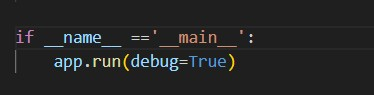 if __name__ =='__main__':
    app.run(debug=True)